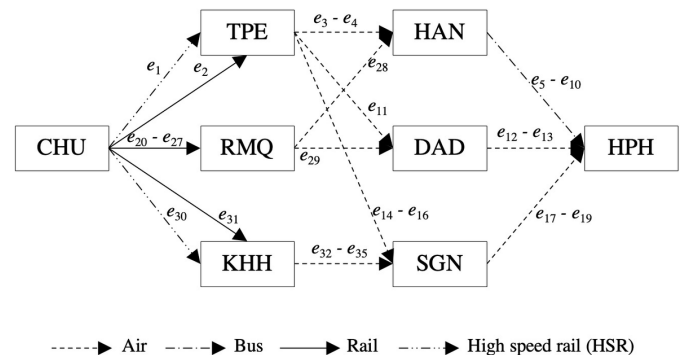 TPE
e3 - e4
HAN
e1
e2
e28
e5 - e10
e11
CHU
e20 - e27
RMQ
e29
DAD
e12 - e13
HPH
e30
e31
e14 - e16
e17 - e19
KHH
e32 - e35
SGN
Air
Bus
Rail
High speed rail (HSR)